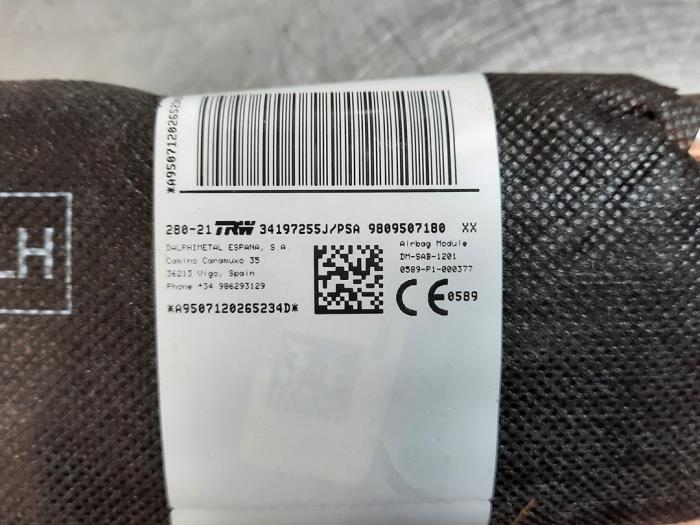 *A9507120265234D*
280-21 TRW 34197255J/PSA 9809507180 XX
DALPHIMETAL ESPANA, S.A.
Camino Caramuxo 35
36213 Vigo, Spain
Phone +34 986293129
*A9507120265234D*
Airbag Module
DM-SAB-1201
0589-P1-000377
CE 0589
LH